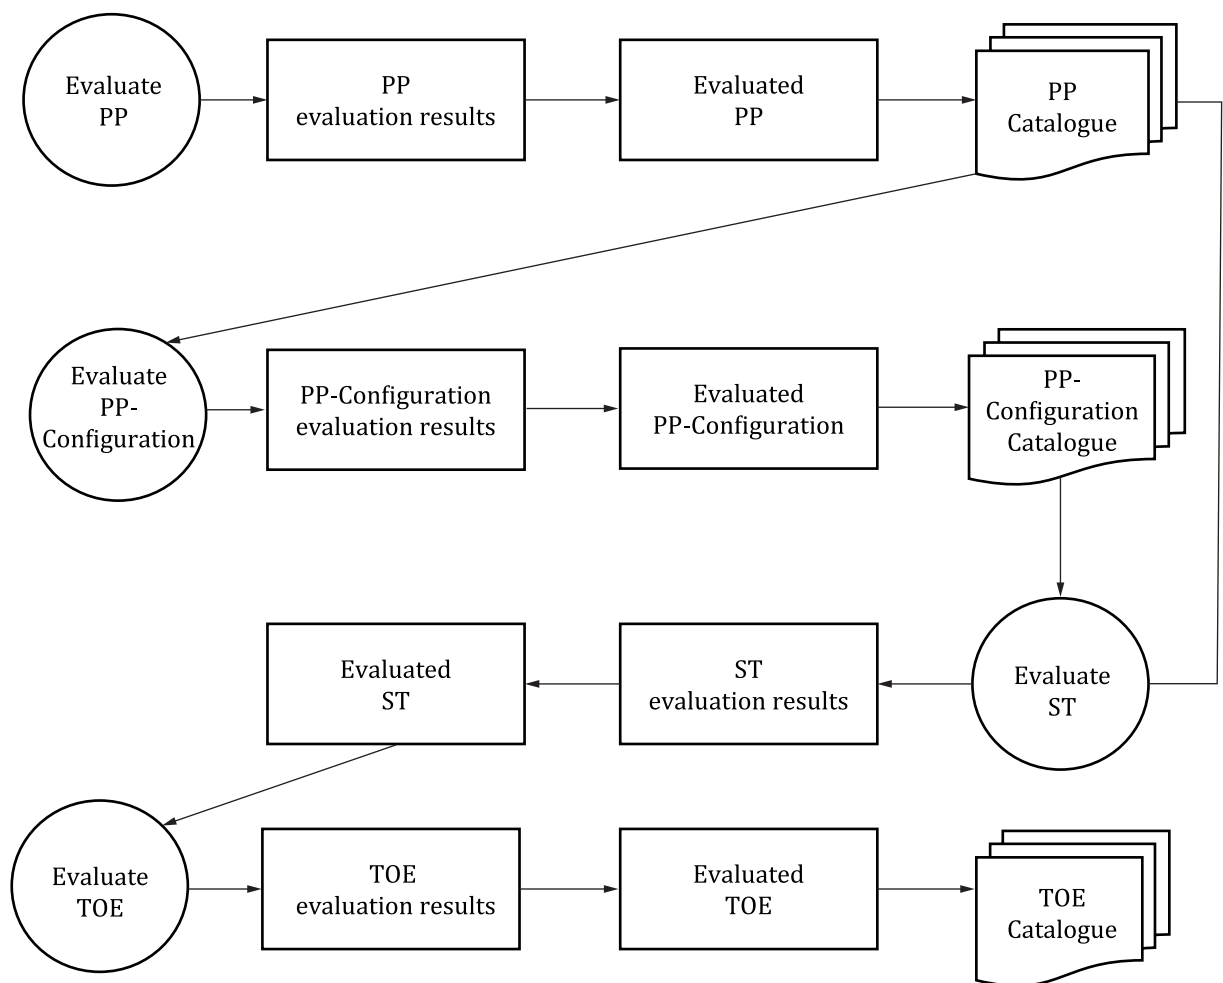 Evaluate
PP
PP
evaluation results
Evaluated
PP
PP
Catalogue
Evaluate
PP-
Configuration
PP-Configuration
evaluation results
Evaluated
PP-Configuration
PP-
Configuration
Catalogue
Evaluated
ST
ST
evaluation results
Evaluate
ST
Evaluate
TOE
TOE
evaluation results
Evaluated
TOE
TOE
Catalogue